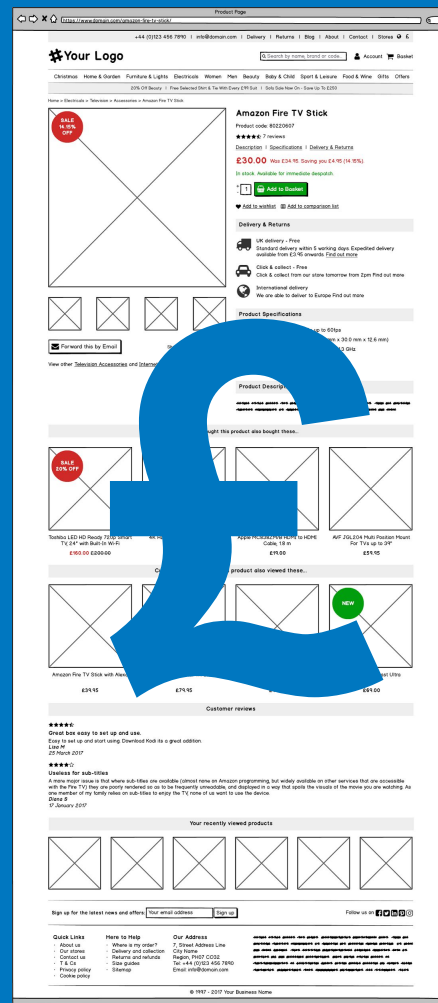 Product Page
https://www.domain.com/amazon-fire-tv-stick/
+44 (0)123 456 7890 | info@domain.com | Delivery | Returns | Blog | About | Contact | Stores £
Your Logo
Search by name, brand or code... Account Basket
Christmas Home & Garden Furniture & Lights Electricals Women Men Beauty Baby & Child Sport & Leisure Food & Wine Gifts Offers
20% Off Beauty | Free Selected Shirt & Tie With Every £99 Suit | Sofa Sale Now On - Save Up To £250
Home > Electricals > Television > Accessories > Amazon Fire TV Stick
SALE
14.15%
OFF
Amazon Fire TV Stick
Product code: 80220607
7 reviews
Description | Specifications | Delivery & Returns
£30.00 Was £34.95. Saving you £4.95 (14.15%)
In stock. Available for immediate despatch.
1 Add to Basket
Add to wishlist Add to comparison list
Delivery & Returns
UK delivery - Free
Standard delivery within 5 working days. Expedited delivery
available from £3.95 onwards. Find out more
Click & collect - Free
Click & collect from our store tomorrow from 2pm Find out more
International delivery
We are able to deliver to Europe Find out more
Product Specifications
up to 60fps
x 30.0 mm x 12.6 mm)
GHz
Forward this by Email
View other Television Accessories and
Product
£
this product also bought these..
SALE
20% OFF
Toshiba LED HD Ready 720p Smart
TV, 24" with Built-In Wi-Fi
£160.00 £200.00
Apple HDMI to HDMI
Cable, 1.8 m
£19.00
AVF JGL204 Multi Position Mount
For TVs up to 39"
£59.95
product also viewed these..
NEW
Amazon Fire TV Stick with
£39.95
£79.95
Ultra
£69.00
Customer reviews
Great box easy to set up and use.
Easy to set up and start using. Download Kodi its a great addition.
Lisa M
25 March 2017
Useless for sub-titles
A more major issue is that where sub-titles are available (almost none on Amazon programming, but widely available on other services that are accessible
with the Fire TV) they are poorly rendered so as to be frequently unreadable, and displayed in a way that spoils the visuals of the movie you are watching. As
one member of my family relies on sub-titles to enjoy the TV, none of us want to use the device.
Diana B
17 January 2017
Your recently viewed products
Sign up for the latest news and offers: Your email address Sign up Follow us on
Quick Links
About us
Our stores
Contact us
T & Cs
Privacy policy
Cookie policy
Here to Help
Where is my order?
Delivery and collection
Returns and refunds
Size guides
Sitemap
Our Address
7, Street Address Line
City Name
Region, PH07 CC02
Tel: +44 (0)123 456 7890
Email: info@domain.com
© 1997 - 2017 Your Business Name